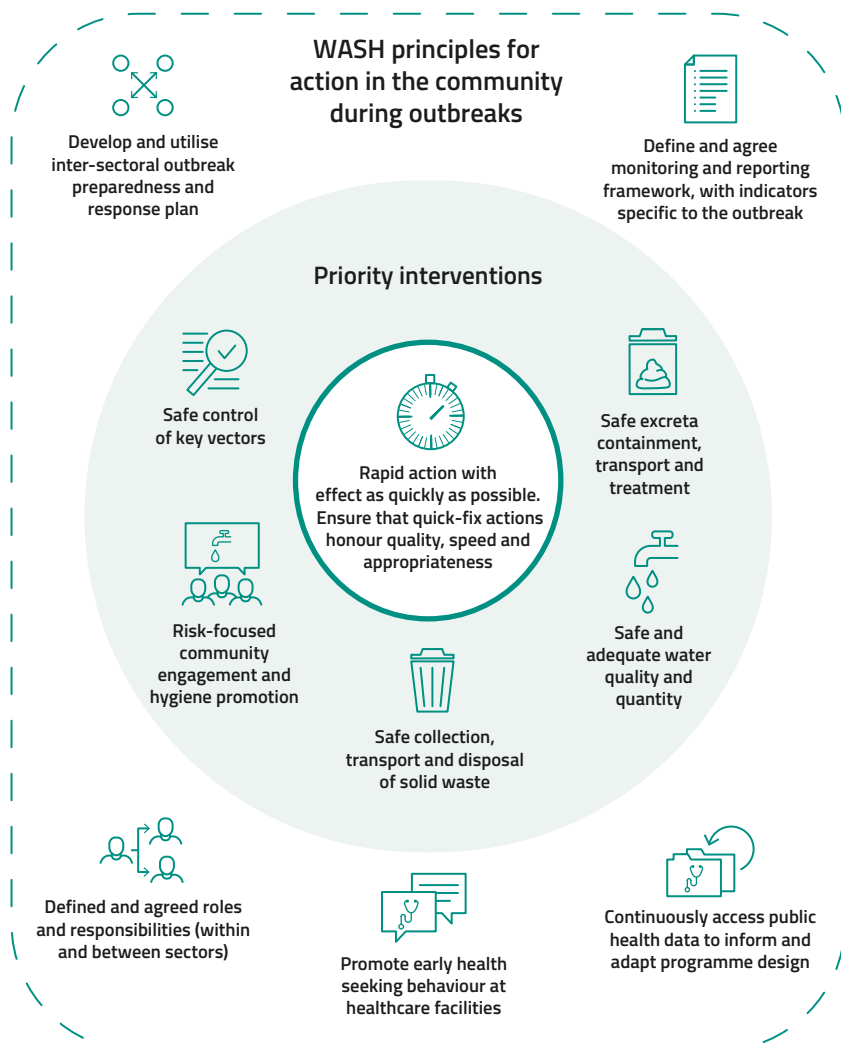 WASH principles for
action in the community
during outbreaks
Develop and utilise
inter-sectoral outbreak
preparedness and
response plan
Define and agree
monitoring and reporting
framework, with indicators
specific to the outbreak
Priority interventions
Safe control
of key vectors
Rapid action with
effect as quickly as possible.
Ensure that quick-fix actions
honour quality, speed and
appropriateness
Safe excreta
containment,
transport and
treatment
Risk-focused
community
engagement and
hygiene promotion
Safe and
adequate water
quality and
quantity
Safe collection,
transport and disposal
of solid waste
Defined and agreed roles
and responsibilities (within
and between sectors)
Promote early health
seeking behaviour at
healthcare facilities
Continuously access public
health data to inform and
adapt programme design